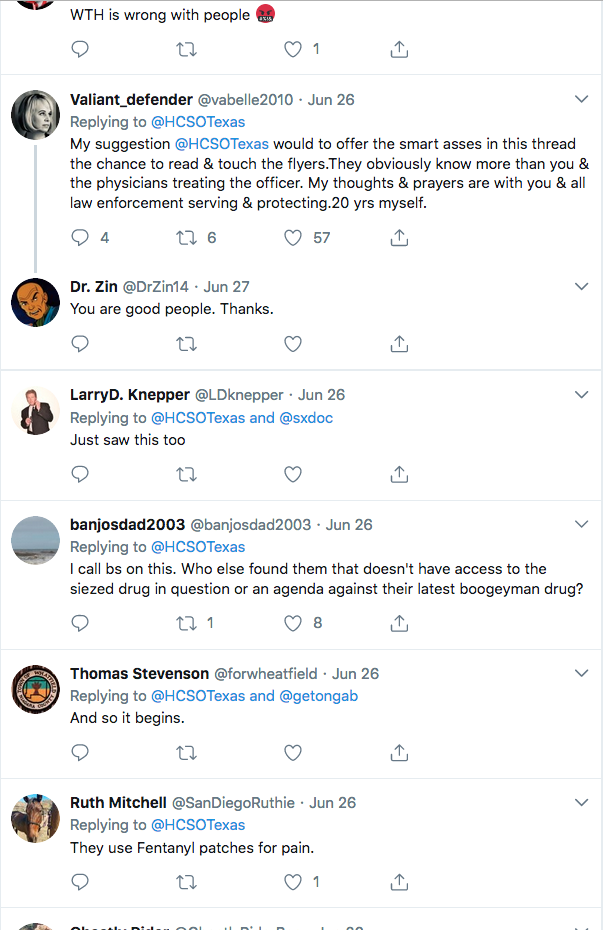 WTH is wrong with people
1
Valiant_defender @vabelle2010 · Jun 26
Replying to @HCSOTexas
My suggestion @HCSOTexas would to offer the smart asses in this thread
the chance to read & touch the flyers.They obviously know more than you &
the physicians treating the officer. My thoughts & prayers are with you & all
law enforcement serving & protecting.20 yrs myself.
4 6 57
Dr. Zin @DrZin14 · Jun 27
You are good people. Thanks.
LarryD. Knepper @LDknepper · Jun 26
Replying to @HCSOTexas and @sxdoc
Just saw this too
banjosdad2003 @banjosdad2003 · Jun 26
Replying to @HCSOTexas
I call bs on this. Who else found them that doesn't have access to the
siezed drug in question or an agenda against their latest boogeyman drug?
1 8
Thomas Stevenson @forwheatfield · Jun 26
Replying to @HCSOTexas and @getongab
And so it begins.
Ruth Mitchell @SanDiegoRuthie · Jun 26
Replying to @HCSOTexas
They use Fentanyl patches for pain.
1